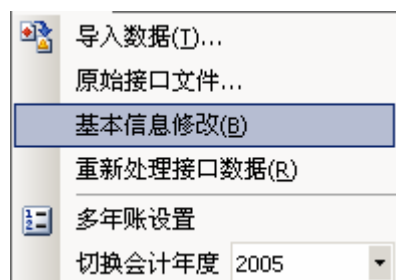 导入数据(I)...
原始接口文件...
基本信息修改(B)
重新处理接口数据(R)
多年账设置
切换会计年度 2005